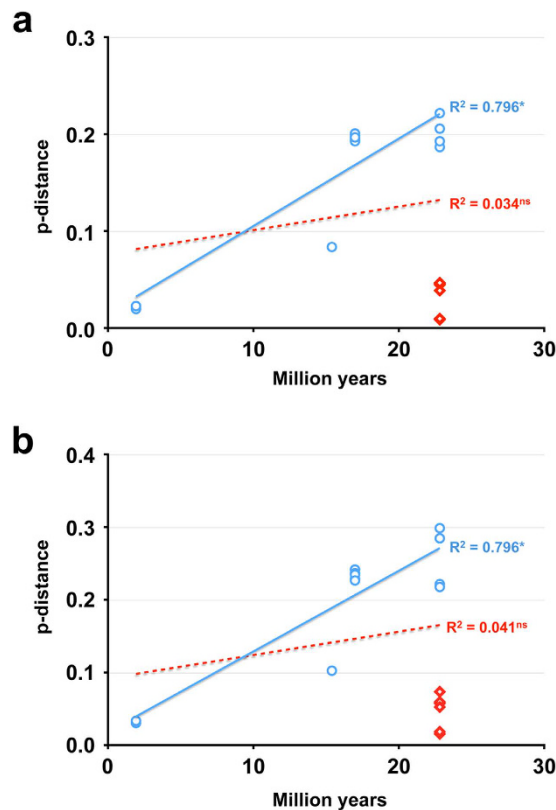 a
0.3
R² = 0.796*
0.2
p-distance
R² = 0.034ⁿˢ
0.1
0.0
0 10 20 30
Million years
b
0.4
0.3
R² = 0.796*
p-distance
0.2
R² = 0.041ⁿˢ
0.1
0.0
0 10 20 30
Million years